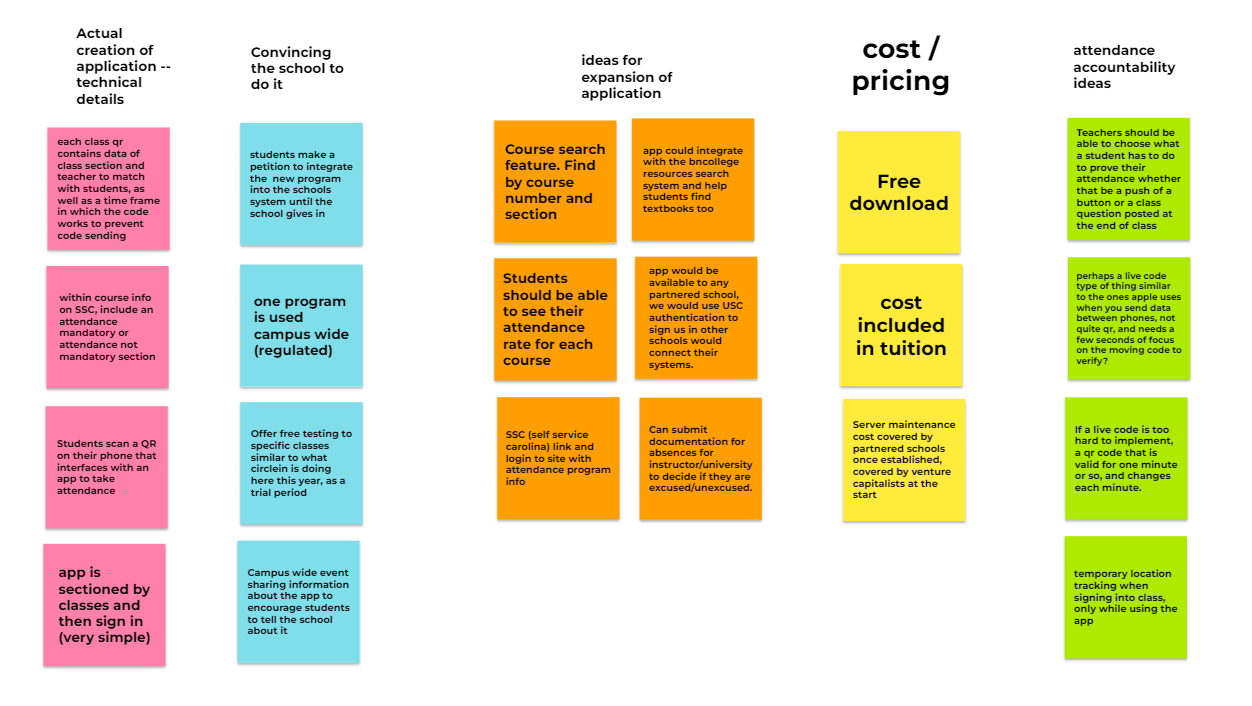 Actual
creation of
application --
technical
details
each class qr
contains data of
class section and
teacher to match
with students, as
well as a time frame
in which the code
works to prevent
code sending
within course info
on SSC, include an
attendance
mandatory or
attendance not
mandatory section
Students scan a QR
on their phone that
interfaces with an
app to take
attendance
app is
sectioned by
classes and
then sign in
(very simple)
Convincing
the school to
do it
students make a
petition to integrate
the new program
into the schools
system until the
school gives in
one program
is used
campus wide
(regulated)
Offer free testing to
specific classes
similar to what
circlein is doing
here this year, as a
trial period
Campus wide event
sharing information
about the app to
encourage students
to tell the school
about it
ideas for
expansion of
application
Course search
feature. Find
by course
number and
section
app could integrate
with the bncollege
resources search
system and help
students find
textbooks too
Students
should be able
to see their
attendance
rate for each
course
app would be
available to any
partnered school,
we would use USC
authentication to
sign us in other
schools would
connect their
systems.
SSC (self service
carolina) link and
login to site with
attendance program
info
Can submit
documentation for
absences for
instructor/university
to decide if they are
excused/unexcused.
cost /
pricing
Free
download
cost
included
in tuition
Server maintenance
cost covered by
partnered schools
once established,
covered by venture
capitalists at the
start
attendance
accountability
ideas
Teachers should be
able to choose what
a student has to do
to prove their
attendance whether
that be a push of a
button or a class
question posted at
the end of class
perhaps a live code
type of thing similar
to the ones apple uses
when you send data
between phones, not
quite qr, and needs a
few seconds of focus
on the moving code to
verify?
If a live code is too
hard to implement,
a qr code that is
valid for one minute
or so, and changes
each minute.
temporary location
tracking when
signing into class,
only while using the
app